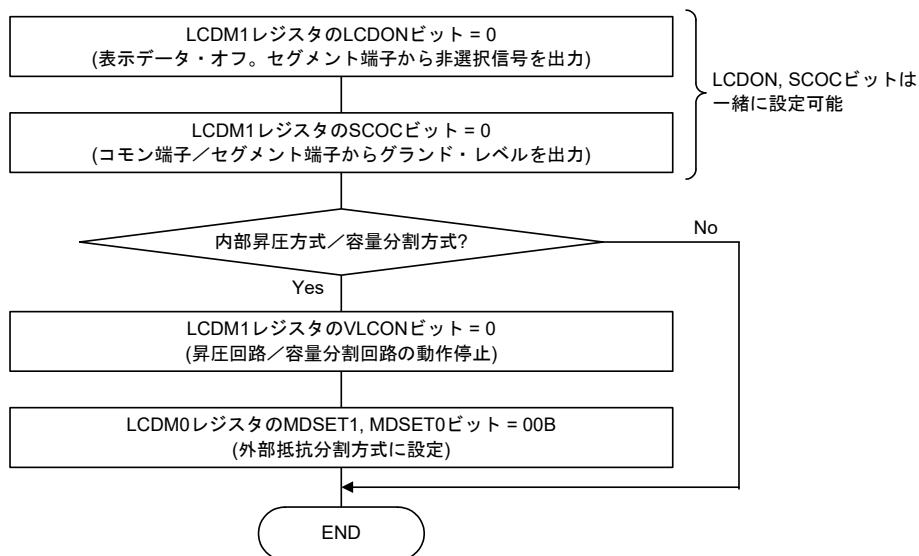 LCDM1レジスタのLCDONビット = 0
(表示データ・オフ。セグメント端子から非選択信号を出力)
LCDM1レジスタのSCOCビット = 0
(コモン端子／セグメント端子からグランド・レベルを出力)
LCDON, SCOCビットは
一緒に設定可能
内部昇圧方式／容量分割方式?
No
Yes
LCDM1レジスタのVLCONビット = 0
(昇圧回路／容量分割回路の動作停止)
LCDM0レジスタのMDSET1, MDSET0ビット = 00B
(外部抵抗分割方式に設定)
END